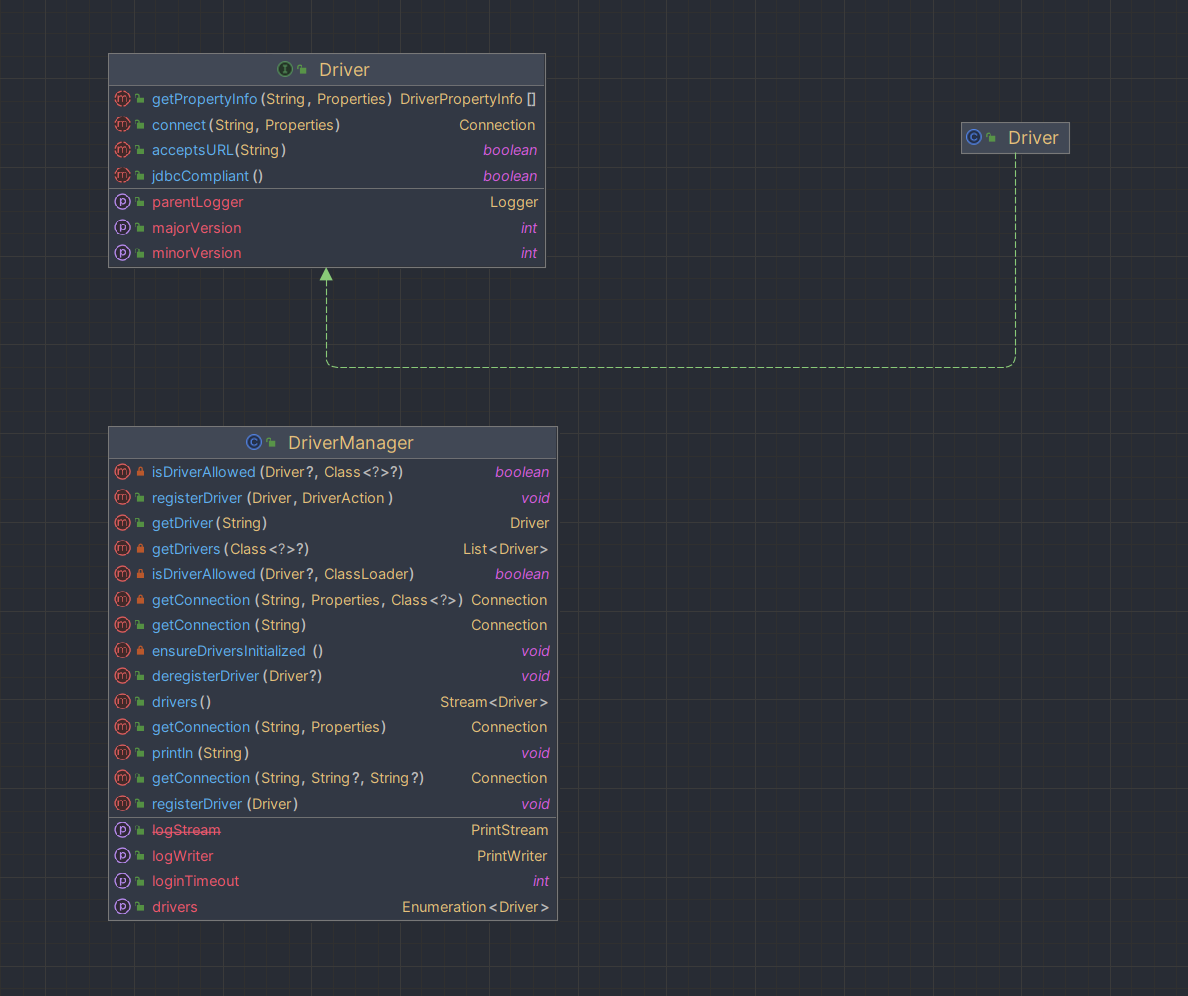 Driver
getPropertyInfo(String, Properties) DriverPropertyInfo[]
connect(String, Properties) Connection
acceptsURL(String) boolean
jdbcCompliant() boolean
parentLogger Logger
majorVersion int
minorVersion int
Driver
DriverManager
isDriverAllowed(Driver?, Class<?>?) boolean
registerDriver(Driver, DriverAction) void
getDriver(String) Driver
getDrivers(Class<?>?) List<Driver>
isDriverAllowed(Driver?, ClassLoader) boolean
getConnection(String, Properties, Class<?>) Connection
getConnection(String) Connection
ensureDriversInitialized() void
deregisterDriver(Driver?) void
drivers() Stream<Driver>
getConnection(String, Properties) Connection
println(String) void
getConnection(String, String?, String?) Connection
registerDriver(Driver) void
logStream PrintStream
logWriter PrintWriter
loginTimeout int
drivers Enumeration<Driver>